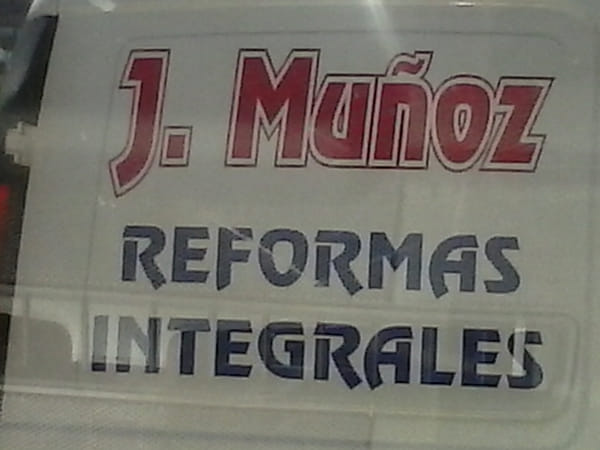 J. Muñoz
REFORMAS
INTEGRALES